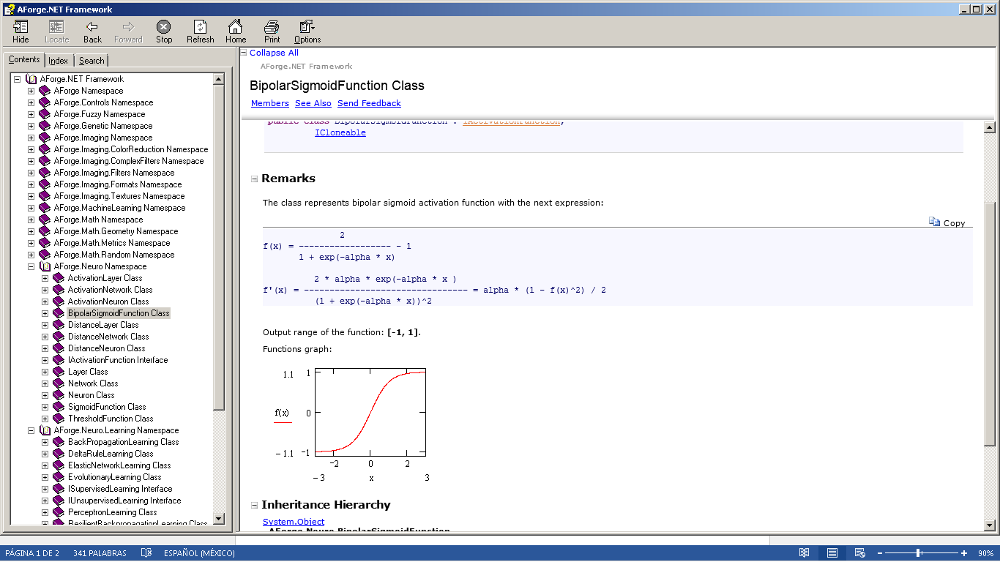 AForge.NET Framework
Hide Locate Back Forward Stop Refresh Home Print Options
Contents Index Search
AForge.NET Framework
AForge Namespace
AForge.Controls Namespace
AForge.Fuzzy Namespace
AForge.Genetic Namespace
AForge.Imaging Namespace
AForge.Imaging.ColorReduction Namespace
AForge.Imaging.ComplexFilters Namespace
AForge.Imaging.Filters Namespace
AForge.Imaging.Formats Namespace
AForge.Imaging.Textures Namespace
AForge.MachineLearning Namespace
AForge.Math Namespace
AForge.Math.Geometry Namespace
AForge.Math.Metrics Namespace
AForge.Math.Random Namespace
AForge.Neuro Namespace
ActivationLayer Class
ActivationNetwork Class
ActivationNeuron Class
BipolarSigmoidFunction Class
DistanceLayer Class
DistanceNetwork Class
DistanceNeuron Class
IActivationFunction Interface
Layer Class
Network Class
Neuron Class
SigmoidFunction Class
ThresholdFunction Class
AForge.Neuro.Learning Namespace
BackPropagationLearning Class
DeltaRuleLearning Class
ElasticNetworkLearning Class
EvolutionaryLearning Class
ISupervisedLearning Interface
IUnsupervisedLearning Interface
PerceptronLearning Class
ResilientBackpropagationLearning Class
Collapse All
AForge.NET Framework
BipolarSigmoidFunction Class
Members See Also Send Feedback
public class BipolarSigmoidFunction : IActivationFunction,
ICloneable
Remarks
The class represents bipolar sigmoid activation function with the next expression:
Copy
2
f(x) = ------------------ - 1
1 + exp(-alpha * x)
2 * alpha * exp(-alpha * x )
f'(x) = -------------------------------- = alpha * (1 - f(x)^2) / 2
(1 + exp(-alpha * x))^2
Output range of the function: [-1, 1].
Functions graph:
1.1 1
f(x) 0
-1.1 -1
-2 0 2
-3 x 3
Inheritance Hierarchy
System.Object
AForge.Neuro.BipolarSigmoidFunction
PÁGINA 1 DE 2 341 PALABRAS ESPAÑOL (MÉXICO) 90%